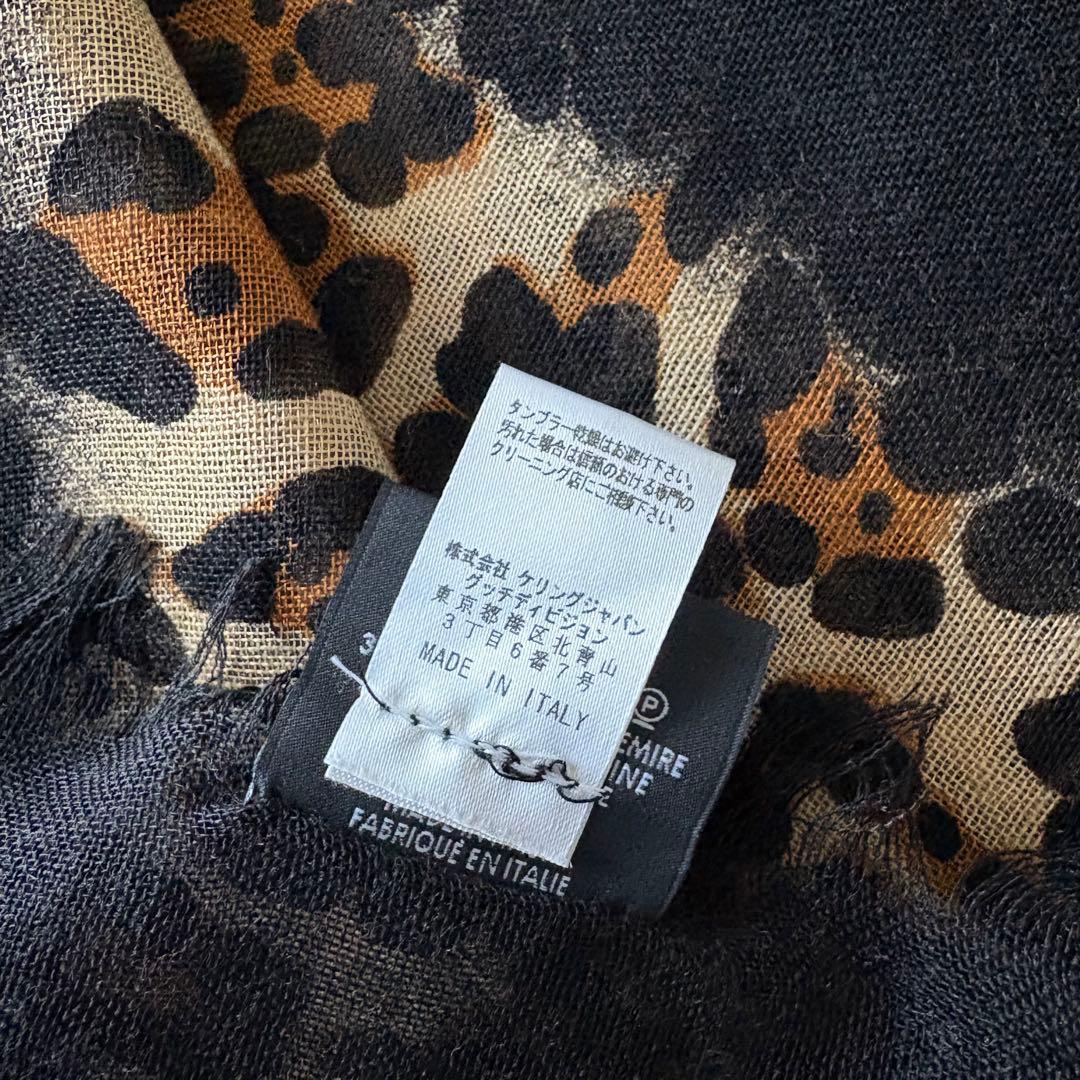 タンブラー乾燥はお避け下さい。
汚れた場合は信頼のおける専門の
クリーニング店にご相談下さい。
株式会社 ケリングジャパン
グッチディビジョン
東京都港区北青山
3丁目6番7号
MADE IN ITALY
P
FABRIQUÉ EN ITALIE